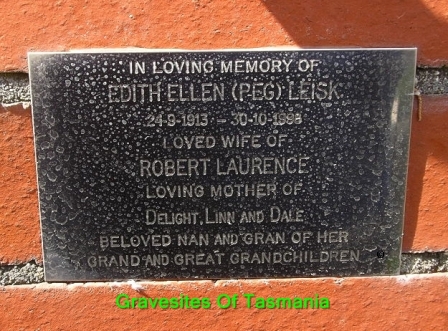 IN LOVING MEMORY OF
EDITH ELLEN (PEG) LEISK
24-9-1913 - 30-10-1998
LOVED WIFE OF
ROBERT LAURENCE
LOVING MOTHER OF
DELIGHT, LINN AND DALE
BELOVED NAN AND GRAN OF HER
GRAND AND GREAT GRANDCHILDREN
Gravesites Of Tasmania